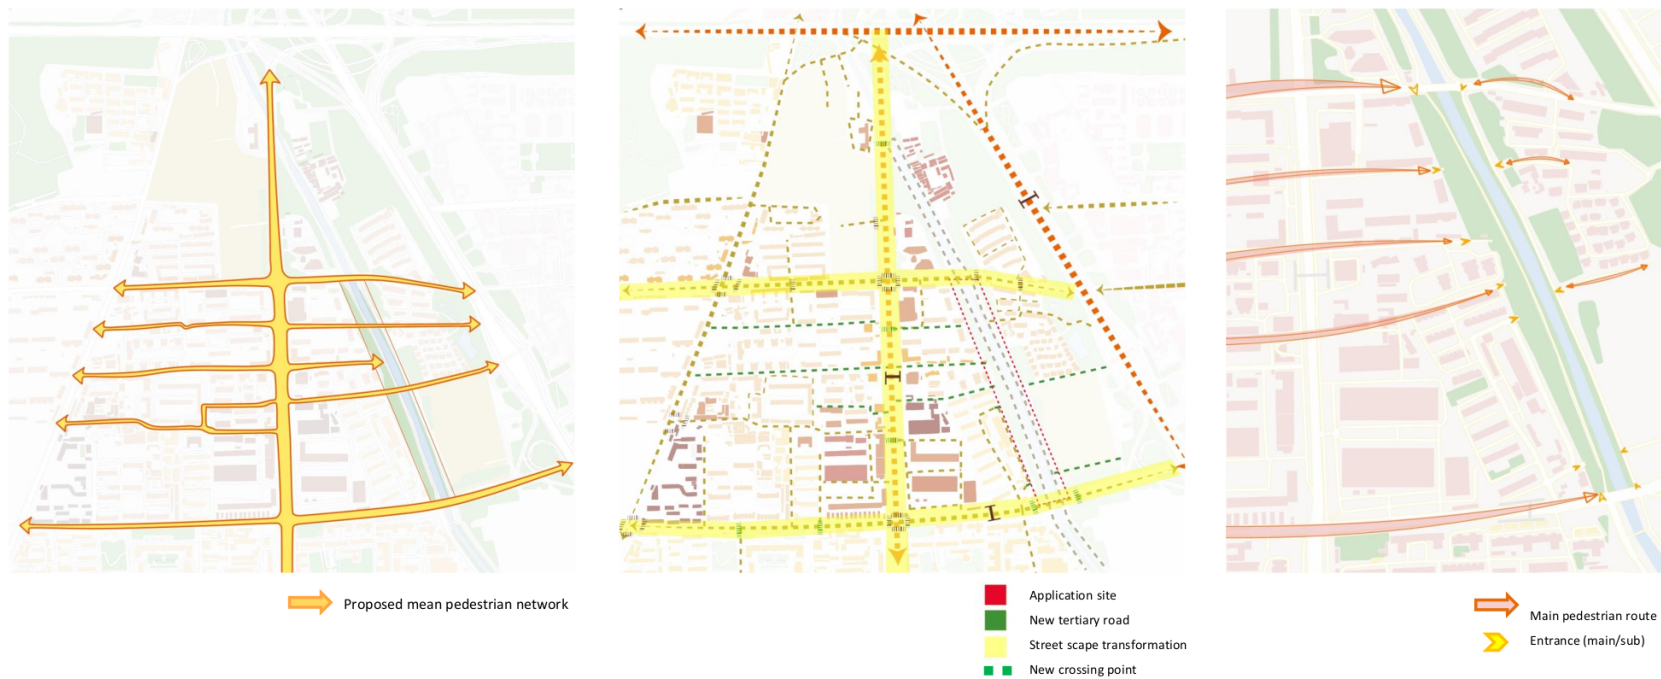 Proposed mean pedestrian network
Application site
New tertiary road
Street scape transformation
New crossing point
Main pedestrian route
Entrance (main/sub)